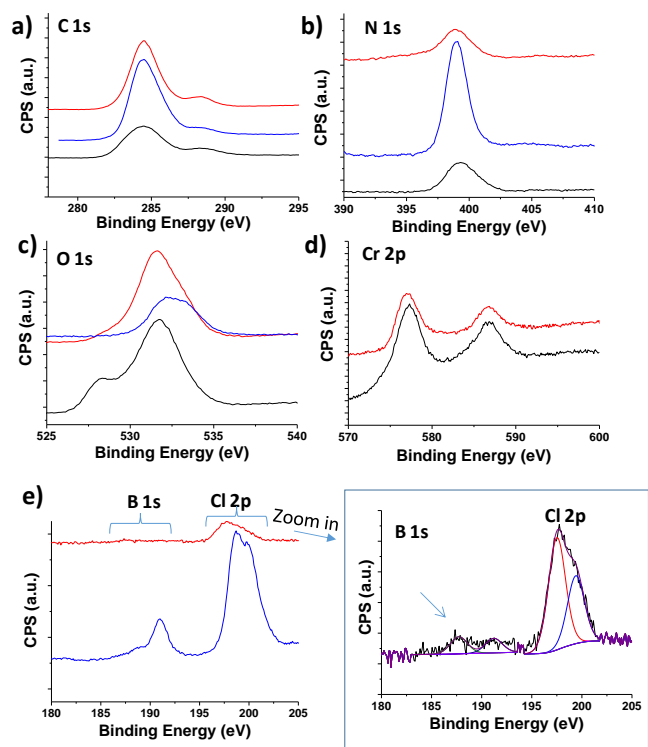 a) C 1s
CPS (a.u.)
280 285 290 295
Binding Energy (eV)
b) N 1s
CPS (a.u.)
390 395 400 405 410
Binding Energy (eV)
c) O 1s
CPS (a.u.)
525 530 535 540
Binding Energy (eV)
d) Cr 2p
CPS (a.u.)
570 580 590 600
Binding Energy (eV)
e)
B 1s Cl 2p
Zoom in
CPS (a.u.)
180 185 190 195 200 205
Binding Energy (eV)
B 1s Cl 2p
CPS (a.u.)
180 185 190 195 200 205
Binding Energy (eV)